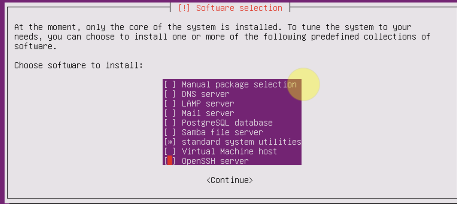 [!] Software selection
At the moment, only the core of the system is installed. To tune the system to your
needs, you can choose to install one or more of the following predefined collections of
software.
Choose software to install:
[ ] Manual package selection
[ ] DNS server
[ ] LAMP server
[ ] Mail server
[ ] PostgreSQL database
[ ] Samba file server
[*] standard system utilities
[ ] Virtual Machine host
[ ] OpenSSH server
<Continue>